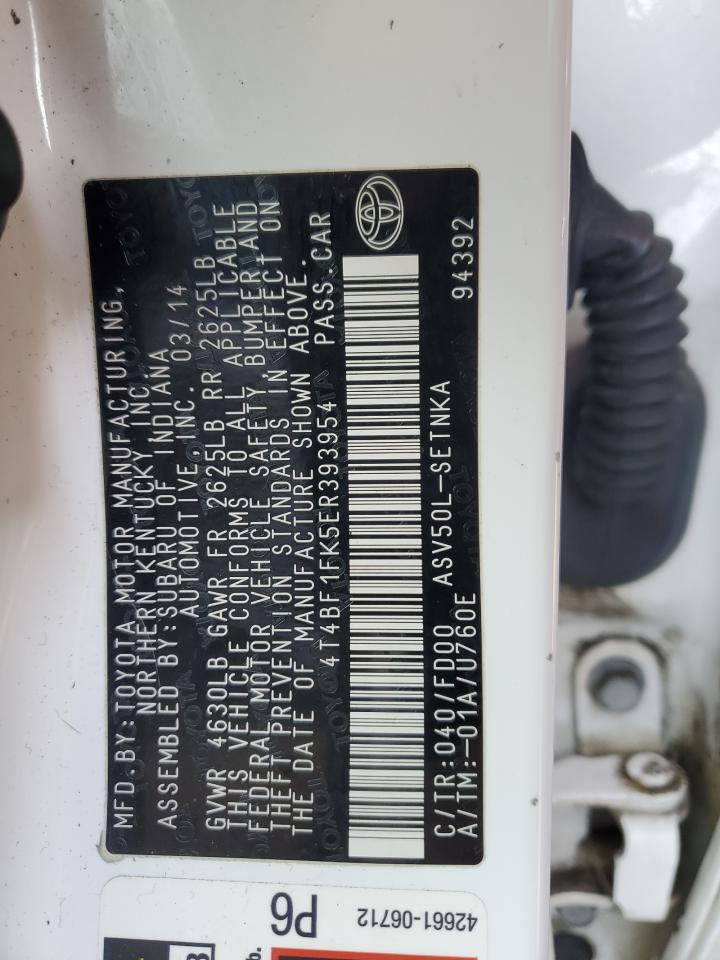 MFD.BY:TOYOTA MOTOR MANUFACTURING,
NORTHERN KENTUCKY INC.
ASSEMBLED BY:SUBARU OF INDIANA
AUTOMOTIVE,INC. 03/14
GVWR 4630LB GAWR FR 2625LB RR 2625LB
THIS VEHICLE CONFORMS TO ALL APPLICABLE
FEDERAL MOTOR VEHICLE SAFETY,BUMPER,AND
THEFT PREVENTION STANDARDS IN EFFECT ON
THE DATE OF MANUFACTURE SHOWN ABOVE.
4T4BF1FK5ER393954 PASS.CAR
C/TR:040/FD00 ASV50L-SETNKA 94392
A/TM:-01A/U760E
P6 42661-06712